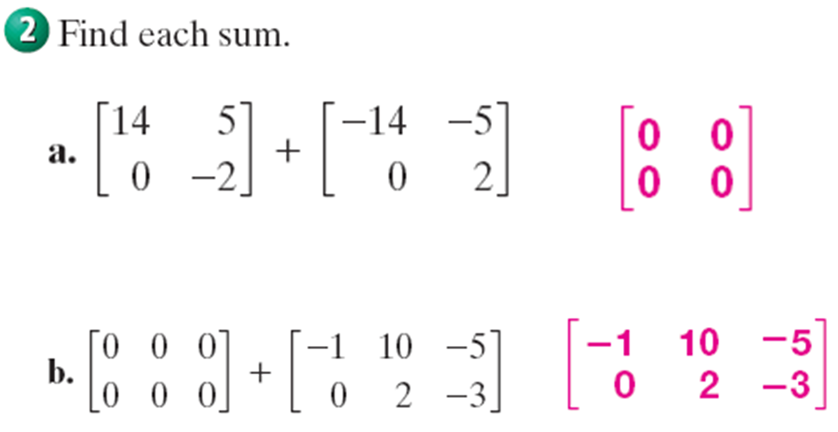 2 Find each sum.
a. [14 5] + [−14 −5] [0 0]
[0 −2] [0 2] [0 0]
b. [0 0 0] + [−1 10 −5] [−1 10 −5]
[0 0 0] [0 2 −3] [0 2 −3]